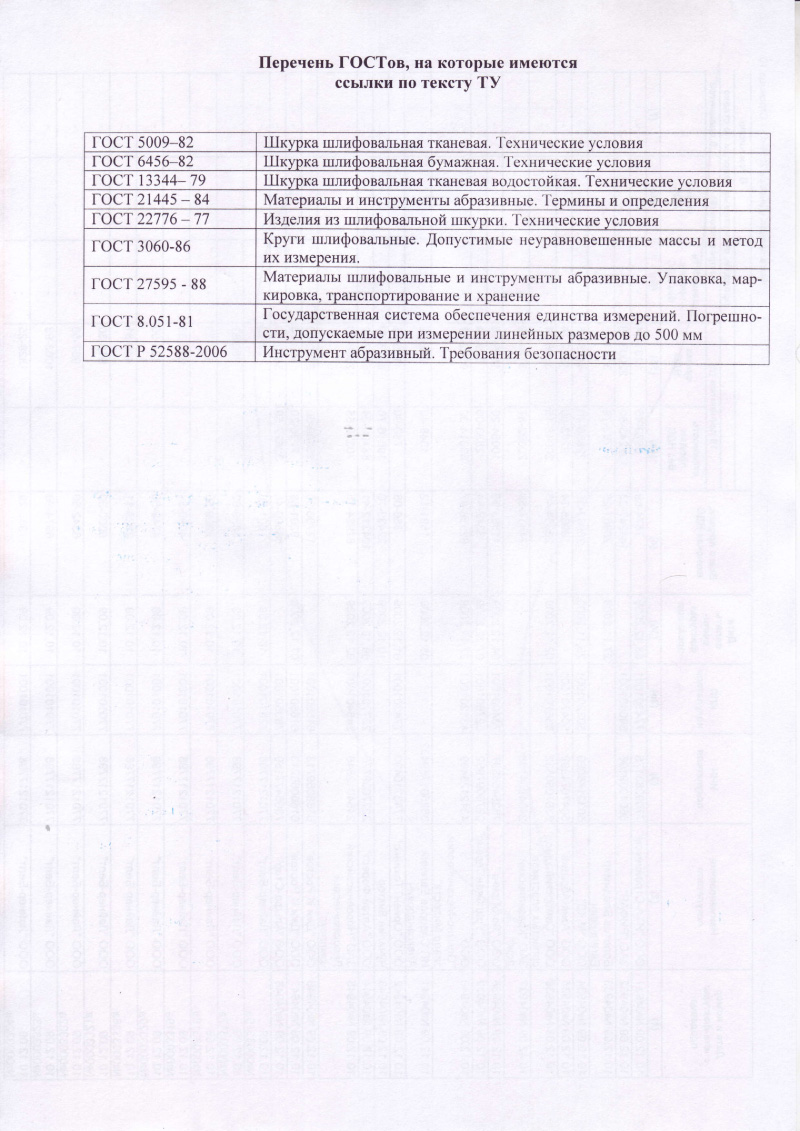 Перечень ГОСТов, на которые имеются
ссылки по тексту ТУ
ГОСТ 5009–82 Шкурка шлифовальная тканевая. Технические условия
ГОСТ 6456–82 Шкурка шлифовальная бумажная. Технические условия
ГОСТ 13344– 79 Шкурка шлифовальная тканевая водостойкая. Технические условия
ГОСТ 21445 – 84 Материалы и инструменты абразивные. Термины и определения
ГОСТ 22776 – 77 Изделия из шлифовальной шкурки. Технические условия
ГОСТ 3060-86 Круги шлифовальные. Допустимые неуравновешенные массы и метод
их измерения.
ГОСТ 27595 - 88 Материалы шлифовальные и инструменты абразивные. Упаковка, мар-
кировка, транспортирование и хранение
ГОСТ 8.051-81 Государственная система обеспечения единства измерений. Погрешно-
сти, допускаемые при измерении линейных размеров до 500 мм
ГОСТ Р 52588-2006 Инструмент абразивный. Требования безопасности